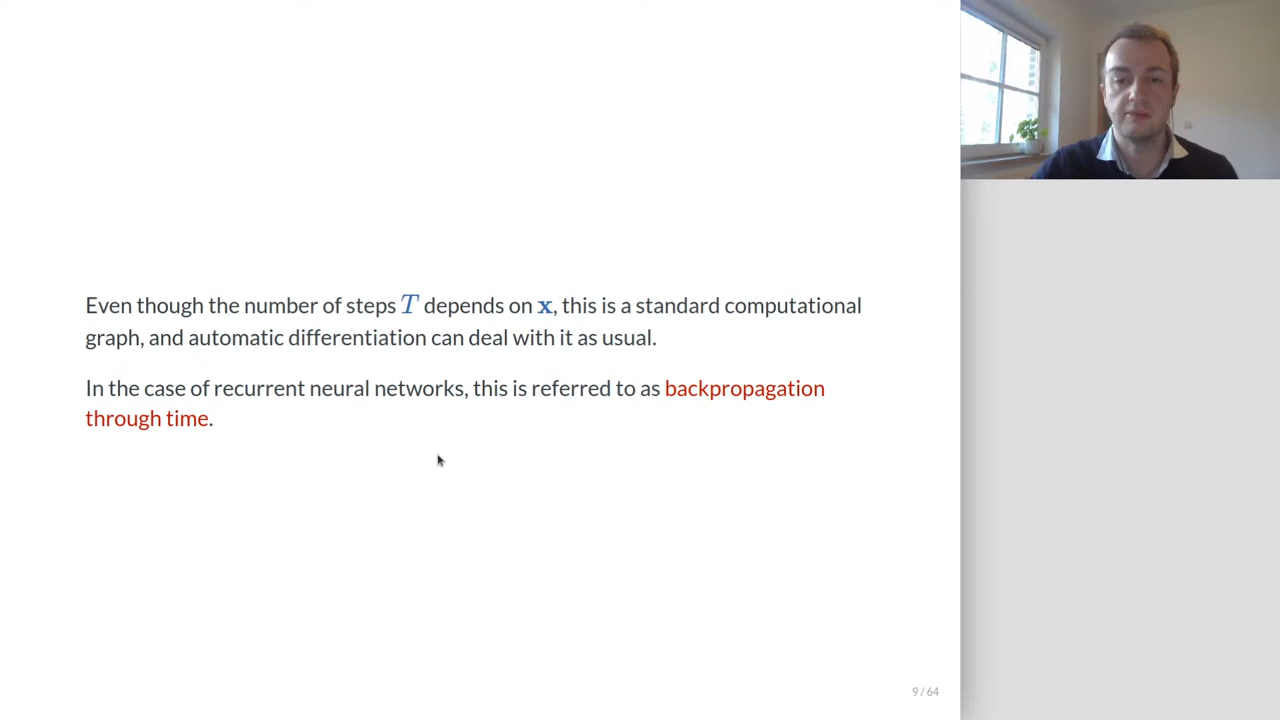 Even though the number of steps T depends on x, this is a standard computational
graph, and automatic differentiation can deal with it as usual.
In the case of recurrent neural networks, this is referred to as backpropagation
through time.
9 / 64